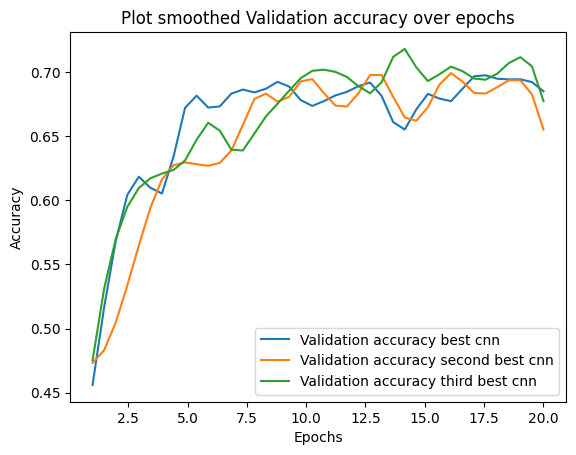 Plot smoothed Validation accuracy over epochs
Accuracy
0.70
0.65
0.60
0.55
0.50
0.45
Validation accuracy best cnn
Validation accuracy second best cnn
Validation accuracy third best cnn
2.5 5.0 7.5 10.0 12.5 15.0 17.5 20.0
Epochs